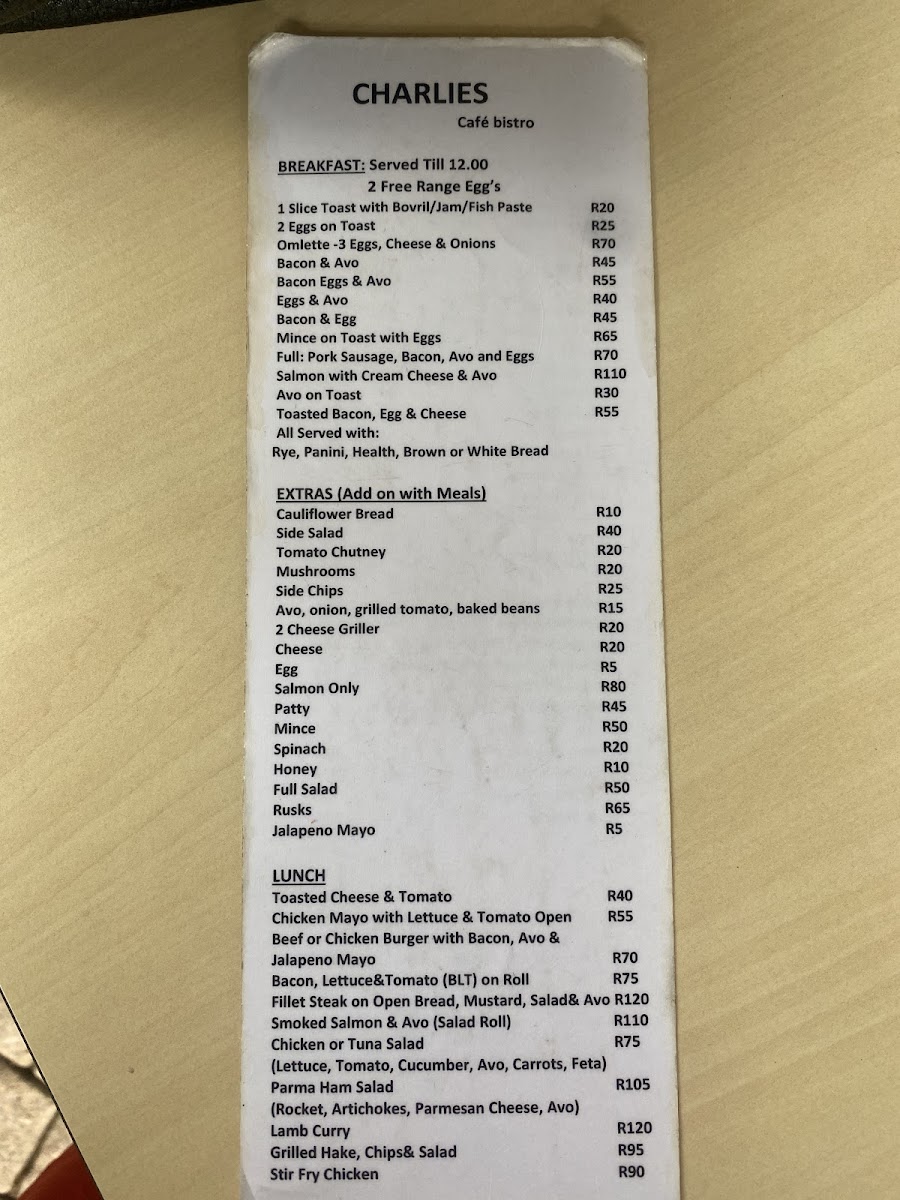 CHARLIES
Café bistro
BREAKFAST: Served Till 12.00
2 Free Range Egg's
1 Slice Toast with Bovril/Jam/Fish Paste R20
2 Eggs on Toast R25
Omlette -3 Eggs, Cheese & Onions R70
Bacon & Avo R45
Bacon Eggs & Avo R55
Eggs & Avo R40
Bacon & Egg R45
Mince on Toast with Eggs R65
Full: Pork Sausage, Bacon, Avo and Eggs R70
Salmon with Cream Cheese & Avo R110
Avo on Toast R30
Toasted Bacon, Egg & Cheese R55
All Served with:
Rye, Panini, Health, Brown or White Bread
EXTRAS (Add on with Meals)
Cauliflower Bread R10
Side Salad R40
Tomato Chutney R20
Mushrooms R20
Side Chips R25
Avo, onion, grilled tomato, baked beans R15
2 Cheese Griller R20
Cheese R20
Egg R5
Salmon Only R80
Patty R45
Mince R50
Spinach R20
Honey R10
Full Salad R50
Rusks R65
Jalapeno Mayo R5
LUNCH
Toasted Cheese & Tomato R40
Chicken Mayo with Lettuce & Tomato Open R55
Beef or Chicken Burger with Bacon, Avo &
Jalapeno Mayo R70
Bacon, Lettuce&Tomato (BLT) on Roll R75
Fillet Steak on Open Bread, Mustard, Salad& Avo R120
Smoked Salmon & Avo (Salad Roll) R110
Chicken or Tuna Salad R75
(Lettuce, Tomato, Cucumber, Avo, Carrots, Feta)
Parma Ham Salad R105
(Rocket, Artichokes, Parmesan Cheese, Avo)
Lamb Curry R120
Grilled Hake, Chips& Salad R95
Stir Fry Chicken R90